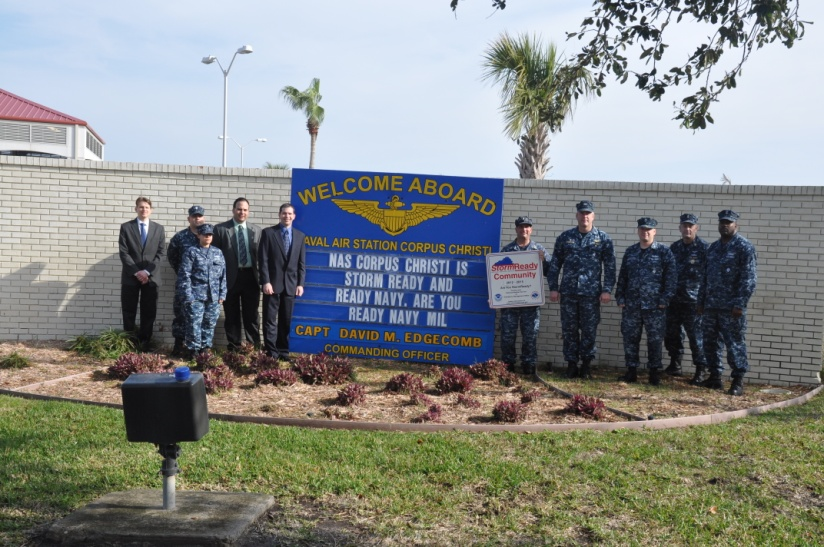 WELCOME ABOARD
NAVAL AIR STATION CORPUS CHRISTI
NAS CORPUS CHRISTI IS
STORM READY AND
READY NAVY. ARE YOU
READY NAVY MIL
CAPT. DAVID M. EDGECOMB
COMMANDING OFFICER
StormReady
Community